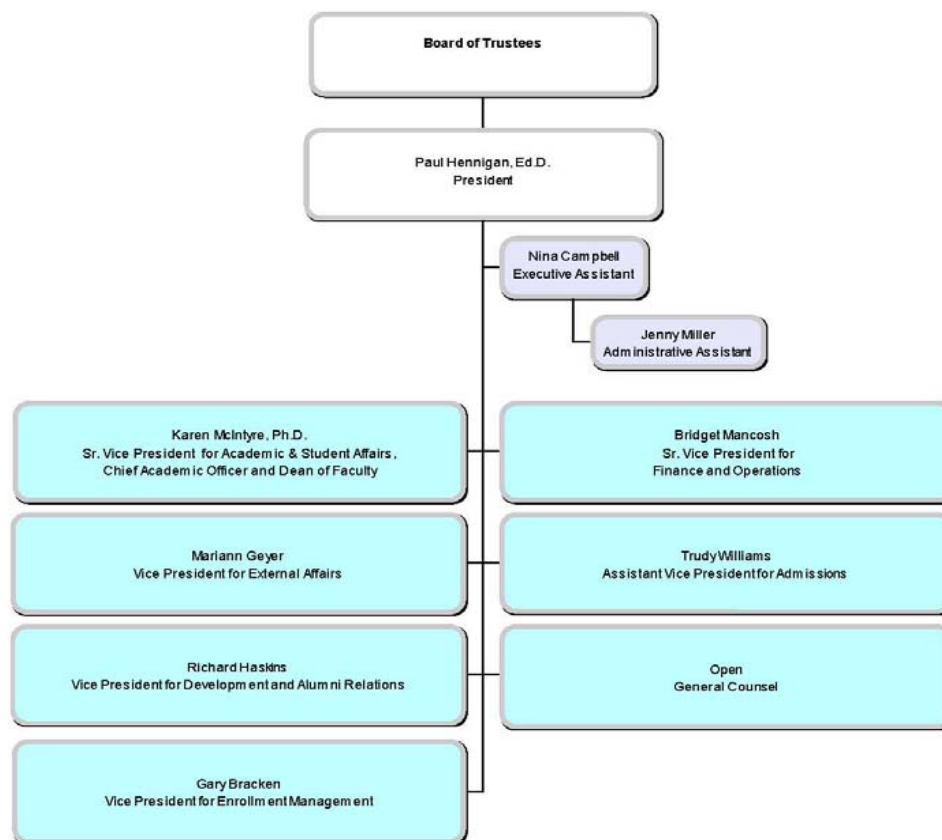 Board of Trustees
Paul Hennigan, Ed.D.
President
Nina Campbell
Executive Assistant
Jenny Miller
Administrative Assistant
Karen McIntyre, Ph.D.
Sr. Vice President for Academic & Student Affairs,
Chief Academic Officer and Dean of Faculty
Bridget Mancosh
Sr. Vice President for
Finance and Operations
Mariann Geyer
Vice President for External Affairs
Trudy Williams
Assistant Vice President for Admissions
Richard Haskins
Vice President for Development and Alumni Relations
Open
General Counsel
Gary Bracken
Vice President for Enrollment Management